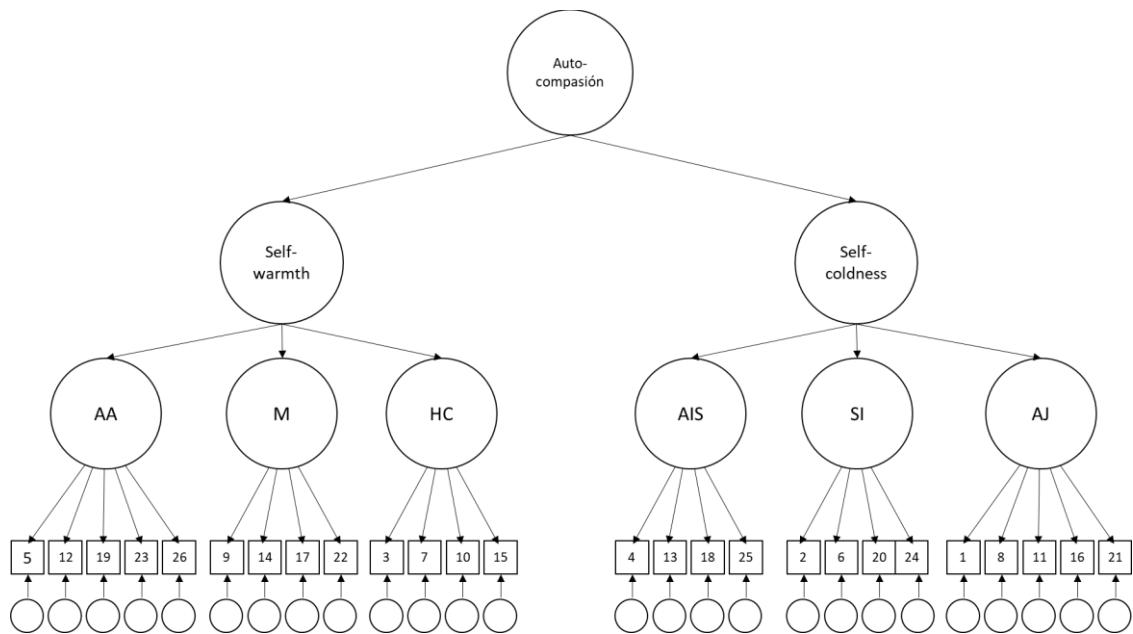 Auto-
compasión
Self-
warmth
Self-
coldness
AA
M
HC
AIS
SI
AJ
5 12 19 23 26 9 14 17 22 3 7 10 15 4 13 18 25 2 6 20 24 1 8 11 16 21